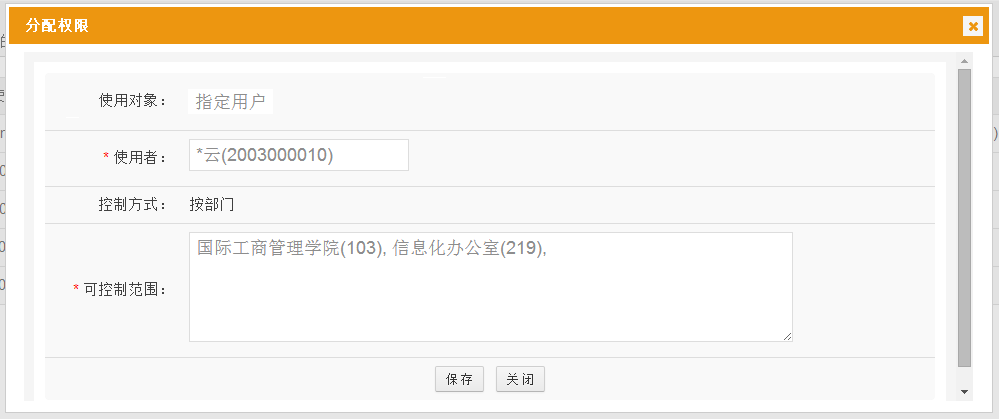 分配权限
使用对象： 指定用户
* 使用者： *云(2003000010)
控制方式： 按部门
* 可控制范围： 国际工商管理学院(103), 信息化办公室(219),
保存 关闭